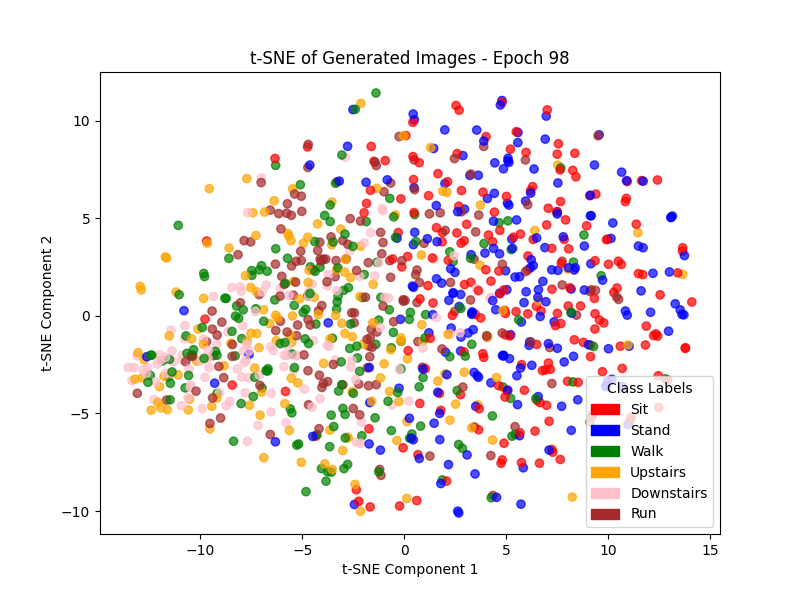 t-SNE of Generated Images - Epoch 98
t-SNE Component 2
10
5
0
−5
−10
−10
−5
0
5
10
15
t-SNE Component 1
Class Labels
Sit
Stand
Walk
Upstairs
Downstairs
Run